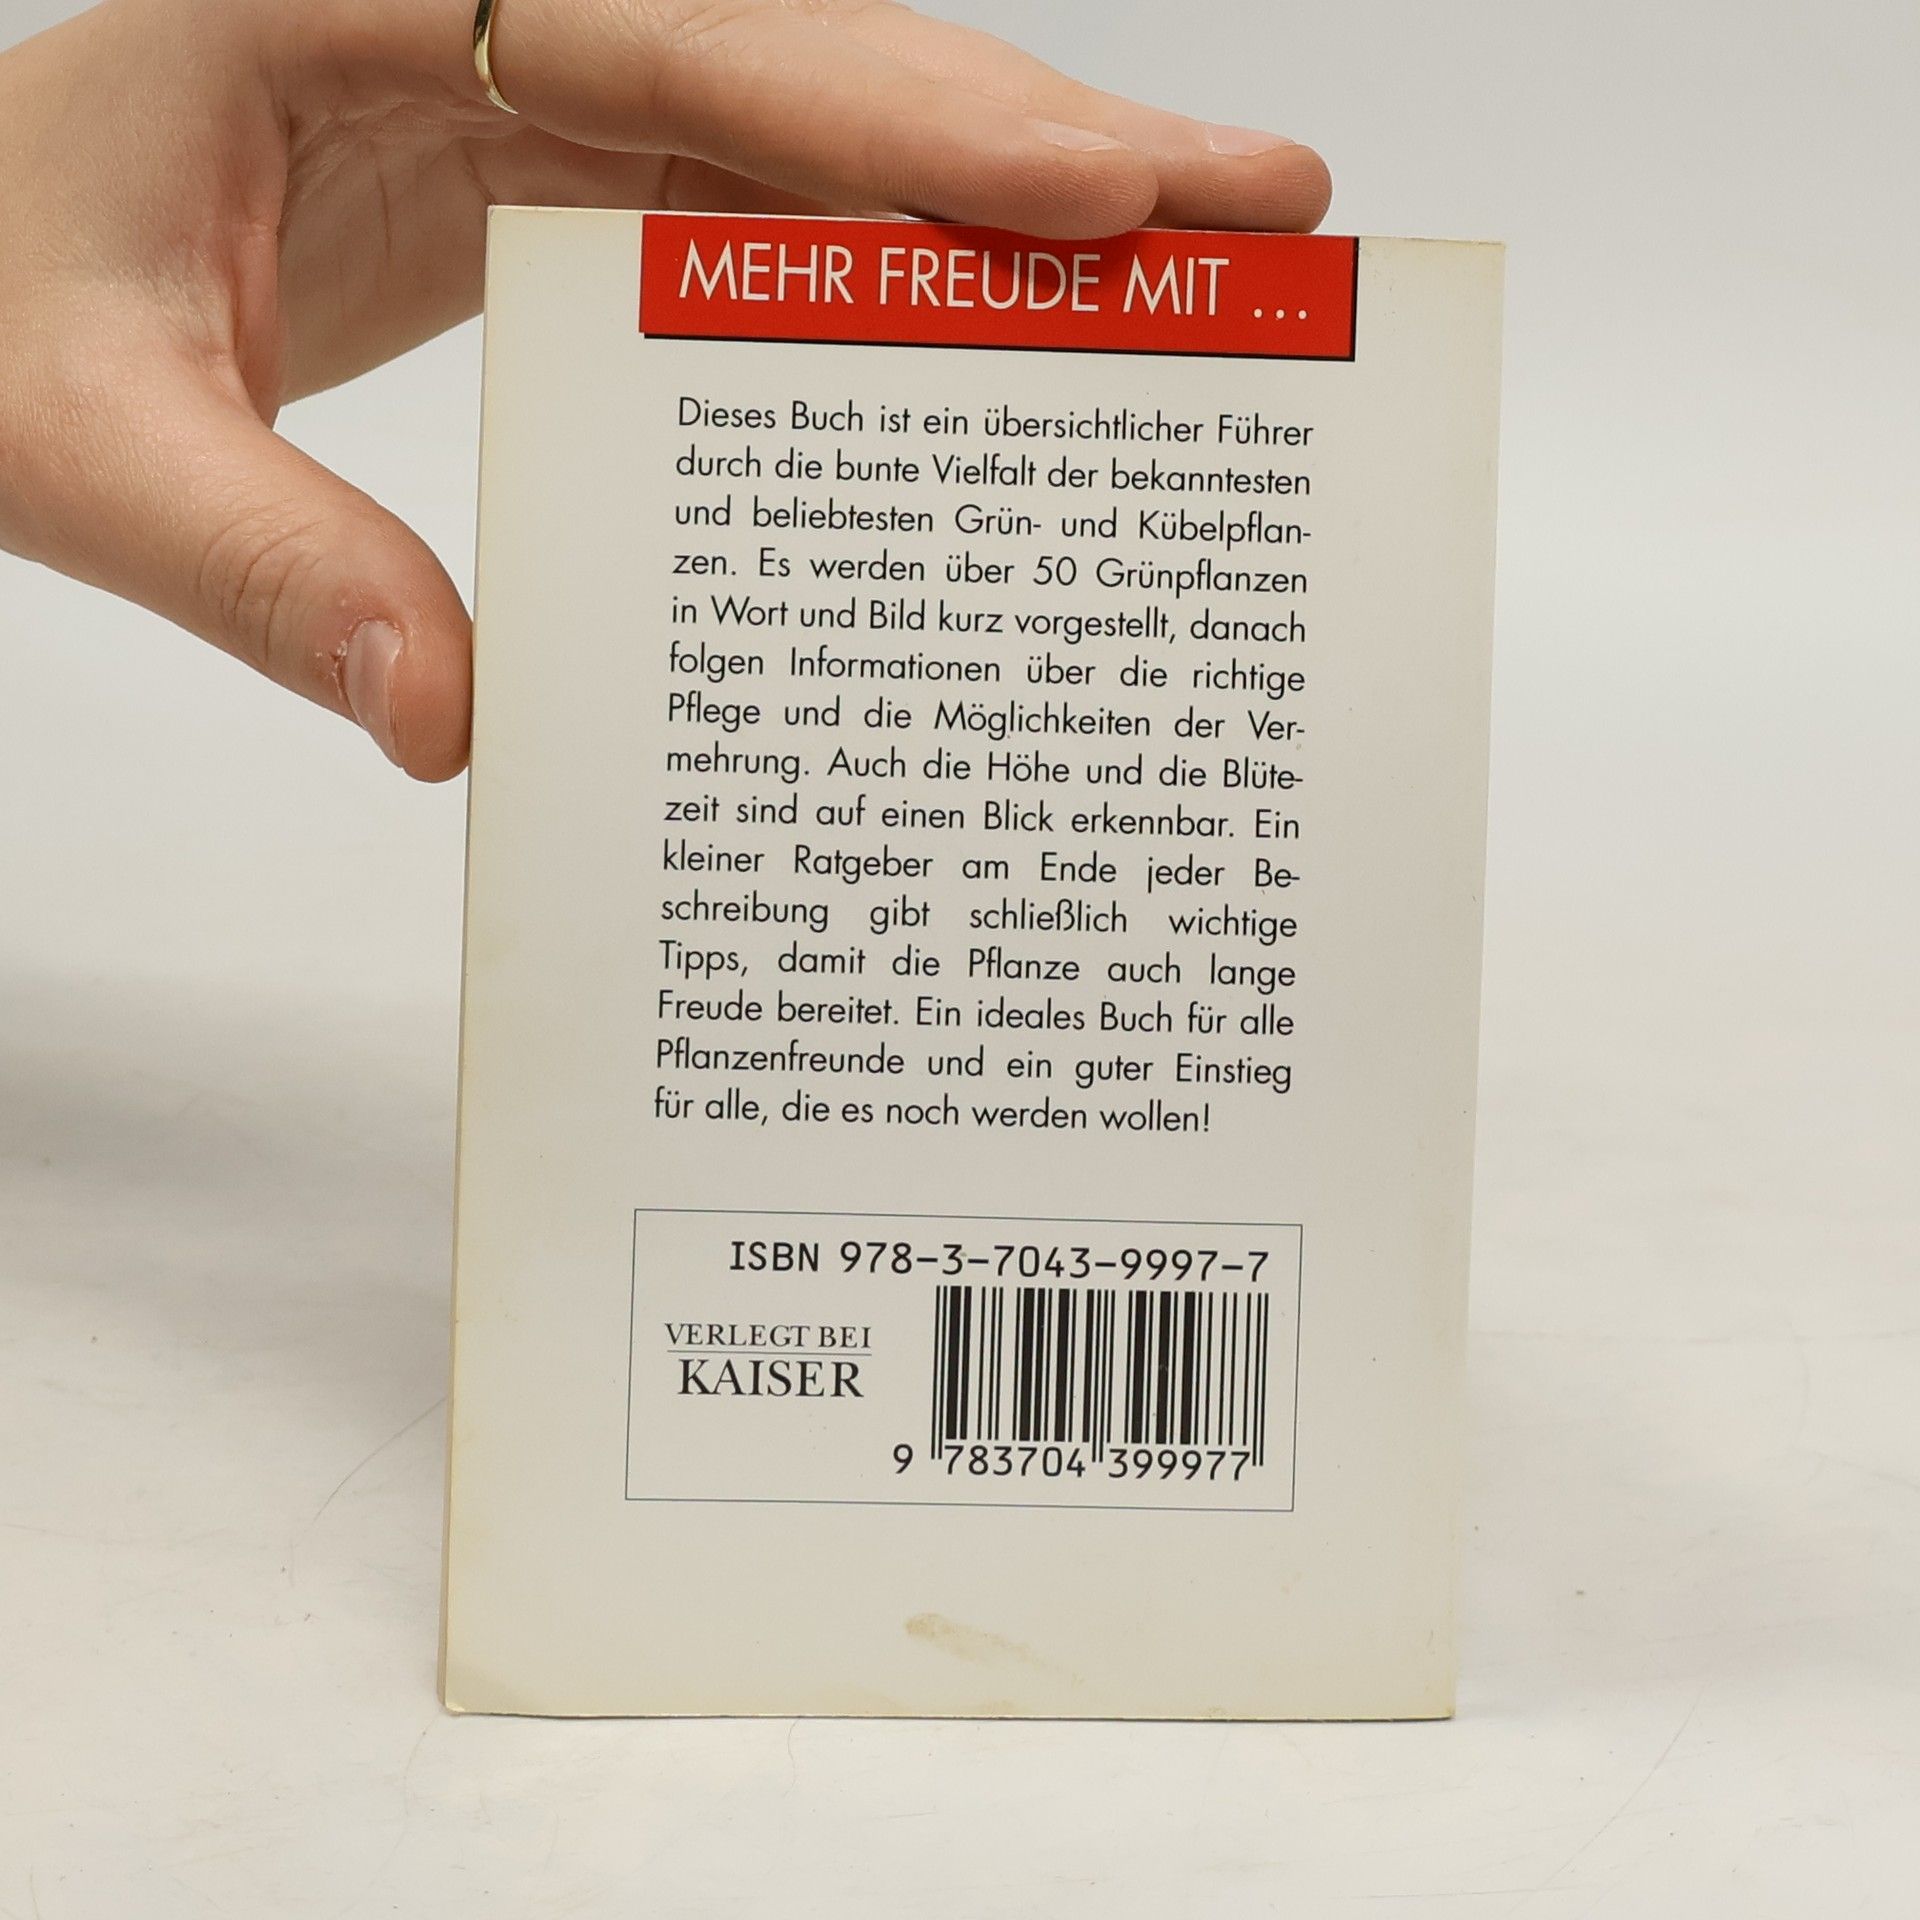 MEHR FREUDE MIT ...
Dieses Buch ist ein übersichtlicher Führer
durch die bunte Vielfalt der bekanntesten
und beliebtesten Grün- und Kübelpflan-
zen. Es werden über 50 Grünpflanzen
in Wort und Bild kurz vorgestellt, danach
folgen Informationen über die richtige
Pflege und die Möglichkeiten der Ver-
mehrung. Auch die Höhe und die Blüte-
zeit sind auf einen Blick erkennbar. Ein
kleiner Ratgeber am Ende jeder Be-
schreibung gibt schließlich wichtige
Tipps, damit die Pflanze auch lange
Freude bereitet. Ein ideales Buch für alle
Pflanzenfreunde und ein guter Einstieg
für alle, die es noch werden wollen!
ISBN 978-3-7043-9997-7
VERLEGT BEI
KAISER
9 783704 399977